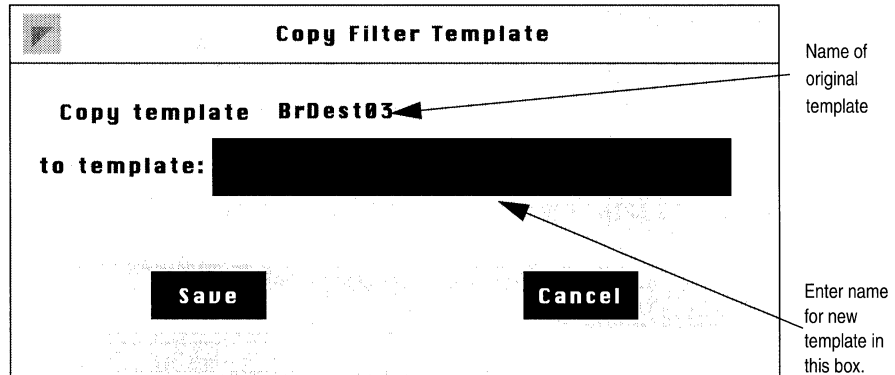 Copy Filter Template
Name of
original
template
Copy template BrDest03
to template:
Save
Cancel
Enter name
for new
template in
this box.